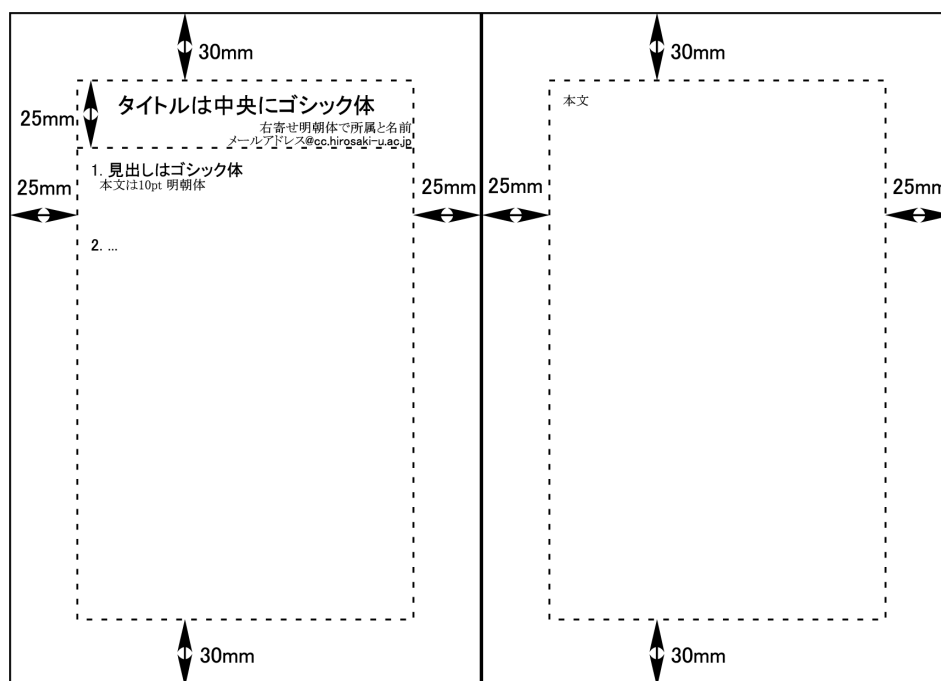 30mm
25mm
タイトルは中央にゴシック体
右寄せ明朝体で所属と名前
メールアドレス@cc.hirosaki-u.ac.jp
1. 見出しはゴシック体
本文は10pt 明朝体
25mm
25mm
2. ...
30mm
30mm
本文
25mm
25mm
30mm